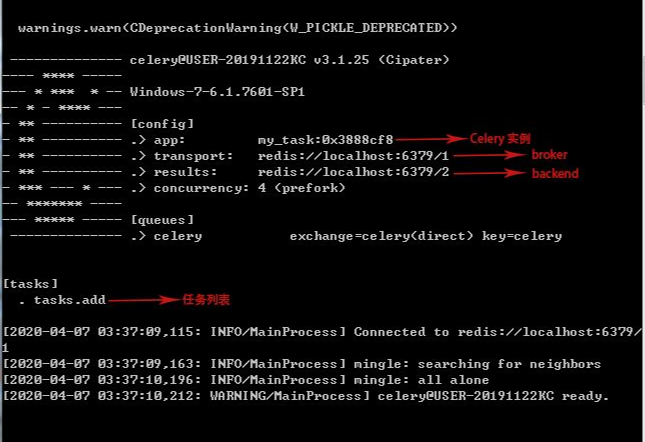 warnings.warn(CDeprecationWarning(W_PICKLE_DEPRECATED))
-------------- celery@USER-20191122KC v3.1.25 (Cipater)
---- **** -----
--- * ***  * -- Windows-7-6.1.7601-SP1
-- * - **** ---
- ** ---------- [config]
- ** ---------- .> app:         my_task:0x3888cf8 Celery 实例
- ** ---------- .> transport:   redis://localhost:6379/1 broker
- ** ---------- .> results:     redis://localhost:6379/2 backend
- *** --- * --- .> concurrency: 4 (prefork)
-- ******* ----
--- ***** ----- [queues]
-------------- .> celery           exchange=celery(direct) key=celery
[tasks]
. tasks.add 任务列表
[2020-04-07 03:37:09,115: INFO/MainProcess] Connected to redis://localhost:6379/
1
[2020-04-07 03:37:09,163: INFO/MainProcess] mingle: searching for neighbors
[2020-04-07 03:37:10,196: INFO/MainProcess] mingle: all alone
[2020-04-07 03:37:10,212: WARNING/MainProcess] celery@USER-20191122KC ready.